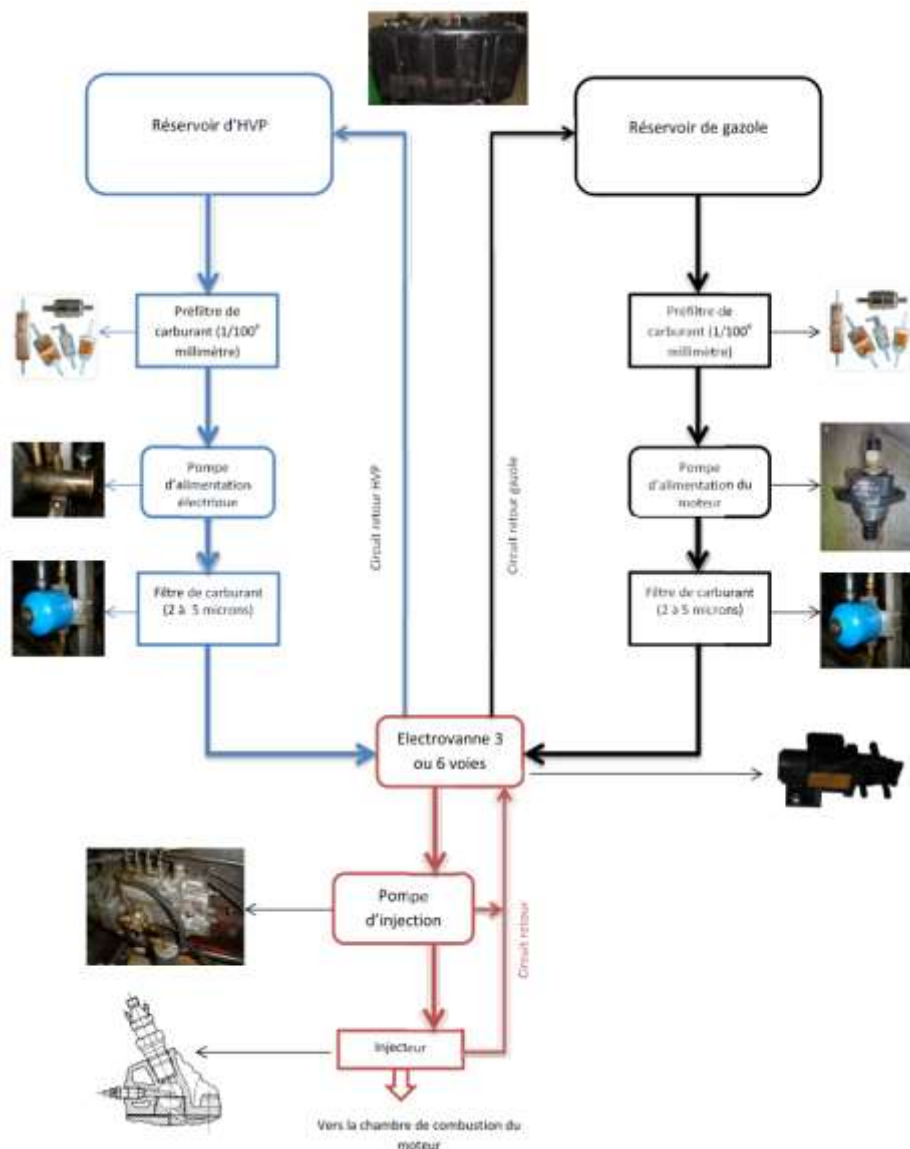 Réservoir d'HVP
Réservoir de gazole
Préfiltre de
carburant (1/100e
millimètre)
Préfiltre de
carburant (1/100e
millimètre)
Pompe
d'alimentation
électrique
Pompe
d'alimentation du
moteur
Circuit retour HVP
Circuit retour gazole
Filtre de carburant
(2 à 5 microns)
Filtre de carburant
(2 à 5 microns)
Electrovanne 3
ou 6 voies
Pompe
d'injection
Circuit retour
Injecteur
Vers la chambre de combustion du
moteur